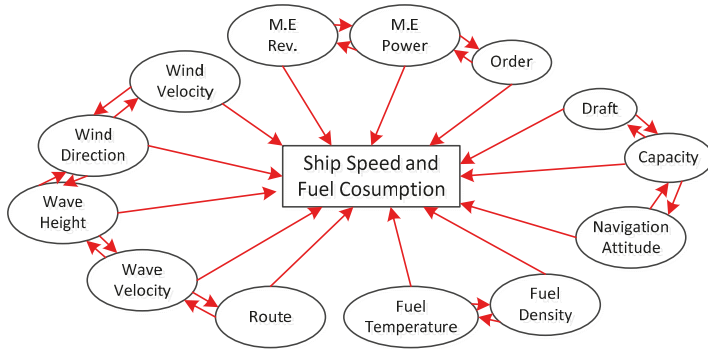 M.E
Rev.
M.E
Power
Order
Wind
Velocity
Draft
Wind
Direction
Capacity
Ship Speed and
Fuel Cosumption
Wave
Height
Navigation
Attitude
Wave
Velocity
Route
Fuel
Temperature
Fuel
Density